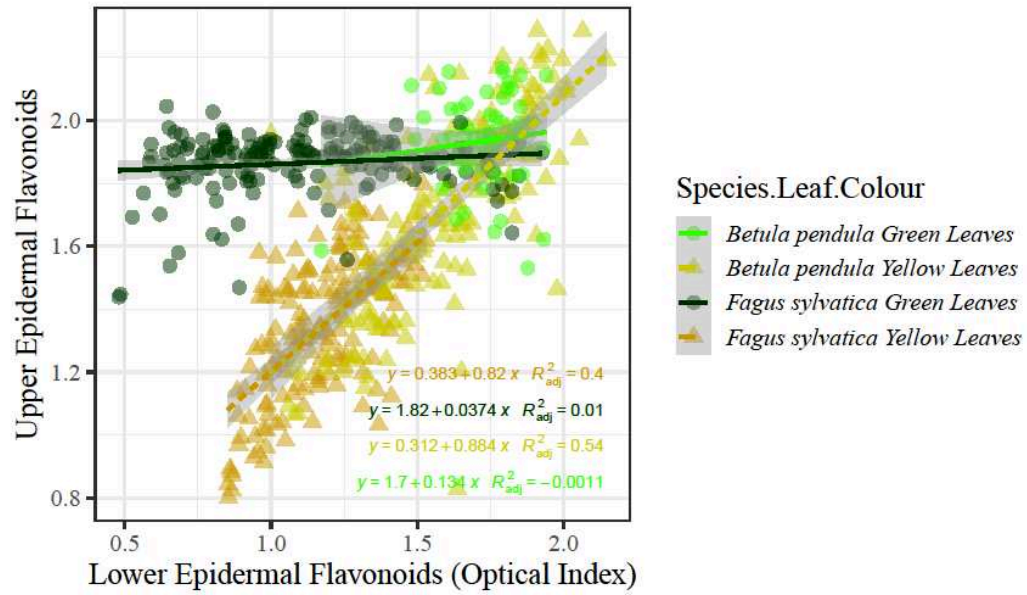 Upper Epidermal Flavonoids
2.0
1.6
1.2
0.8
y = 0.383+0.82 x R²adj = 0.4
y = 1.82+0.0374 x R²adj = 0.01
y = 0.312+0.884 x R²adj = 0.54
y = 1.7+0.134 x R²adj = −0.0011
0.5 1.0 1.5 2.0
Lower Epidermal Flavonoids (Optical Index)
Species.Leaf.Colour
Betula pendula Green Leaves
Betula pendula Yellow Leaves
Fagus sylvatica Green Leaves
Fagus sylvatica Yellow Leaves